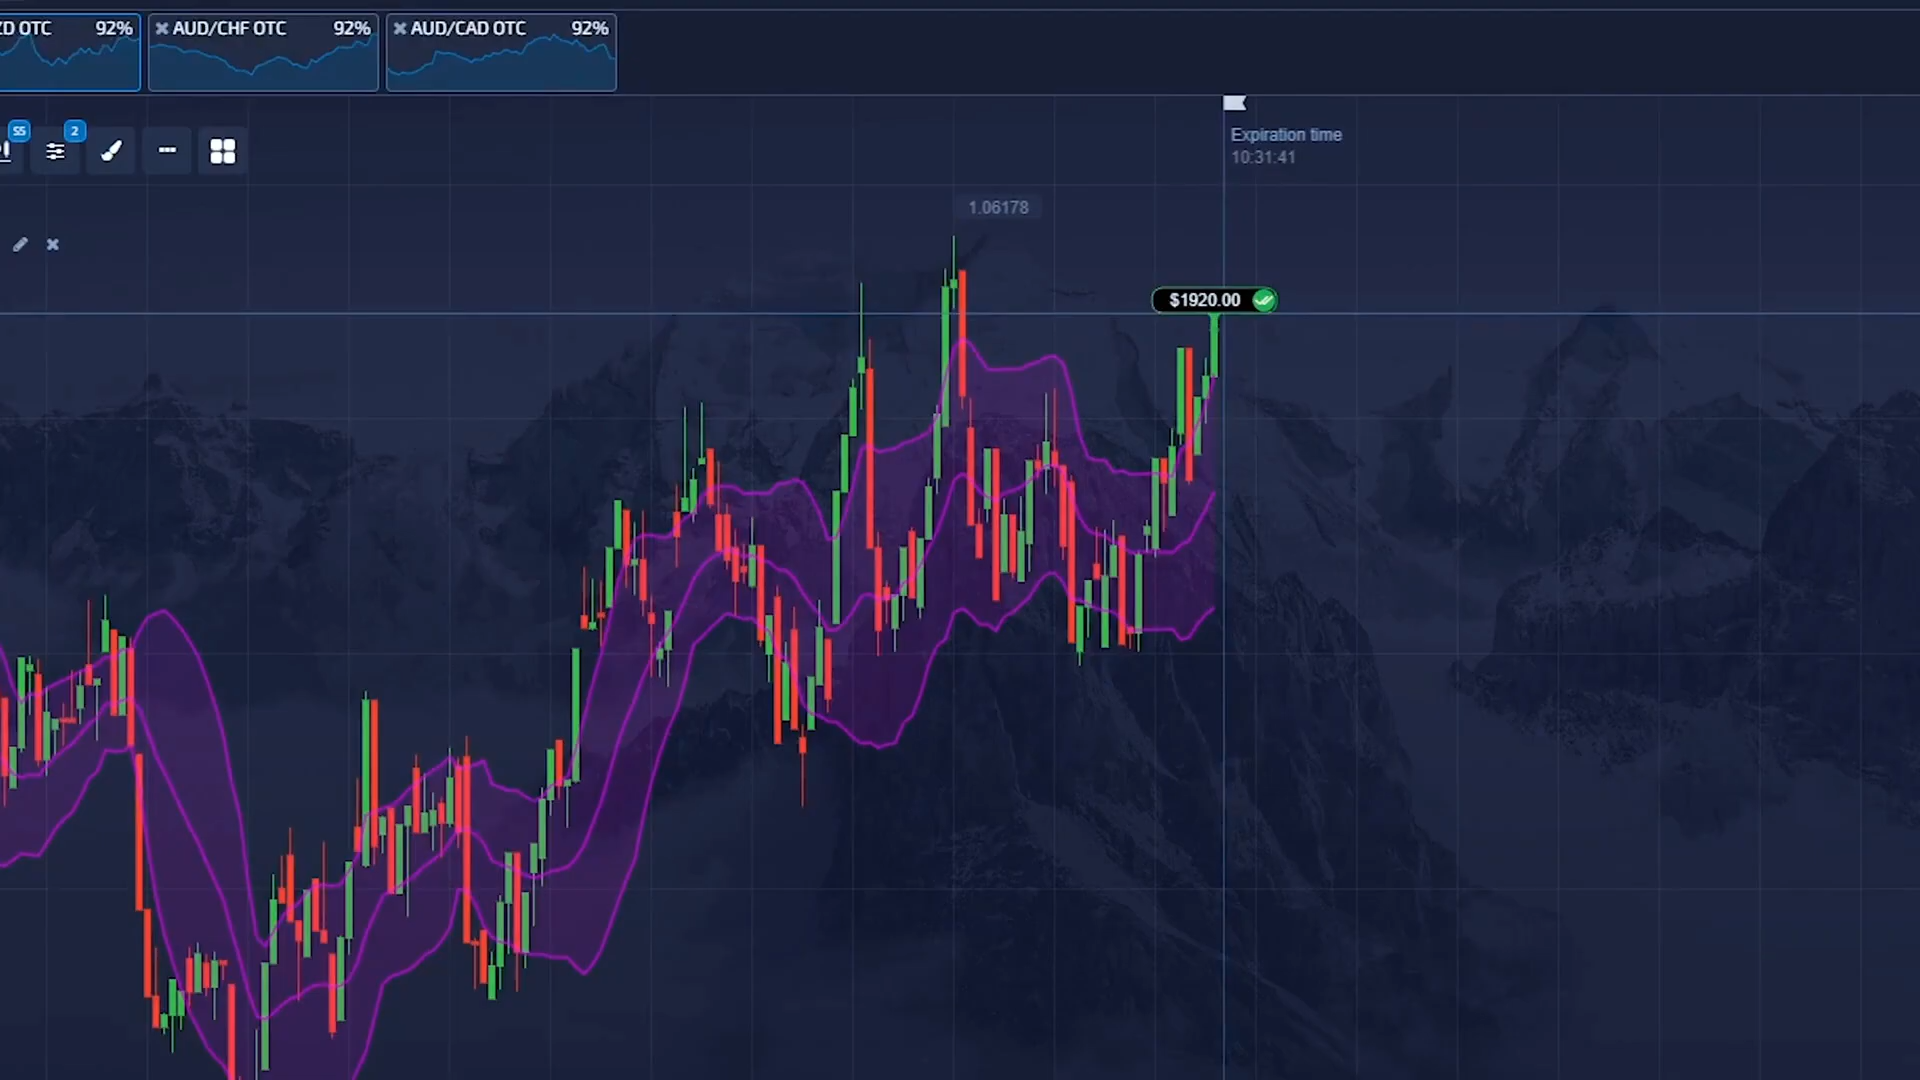 D OTC 92%
AUD/CHF OTC 92%
AUD/CAD OTC 92%
S5
2
Expiration time
10:31:41
1.06178
$1920.00